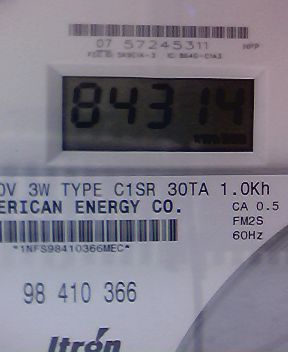 07 57245311
84314
0V 3W TYPE C1SR 30TA 1.0Kh
ERICAN ENERGY CO.
CA 0.5
FM2S
60Hz
*1NFS98410366MEC*
98 410 366
Itrón